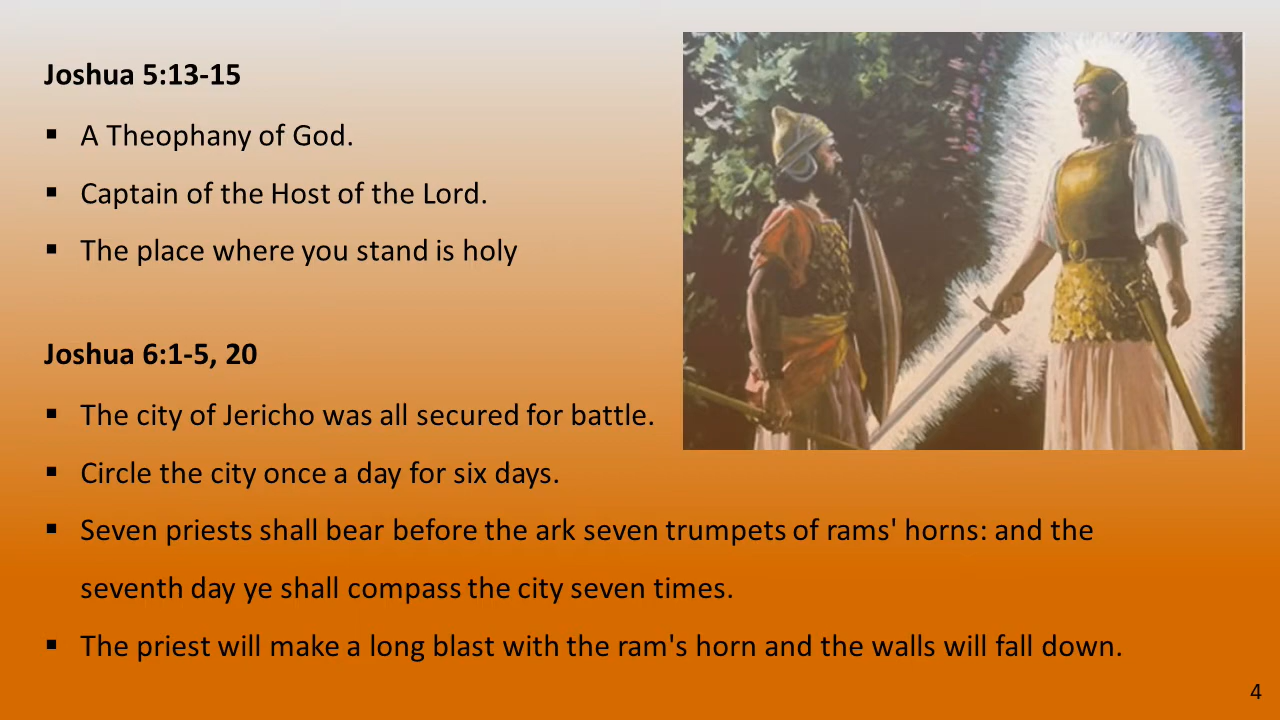 Joshua 5:13-15
▪ A Theophany of God.
▪ Captain of the Host of the Lord.
▪ The place where you stand is holy
Joshua 6:1-5, 20
▪ The city of Jericho was all secured for battle.
▪ Circle the city once a day for six days.
▪ Seven priests shall bear before the ark seven trumpets of rams' horns: and the
seventh day ye shall compass the city seven times.
▪ The priest will make a long blast with the ram's horn and the walls will fall down.
4